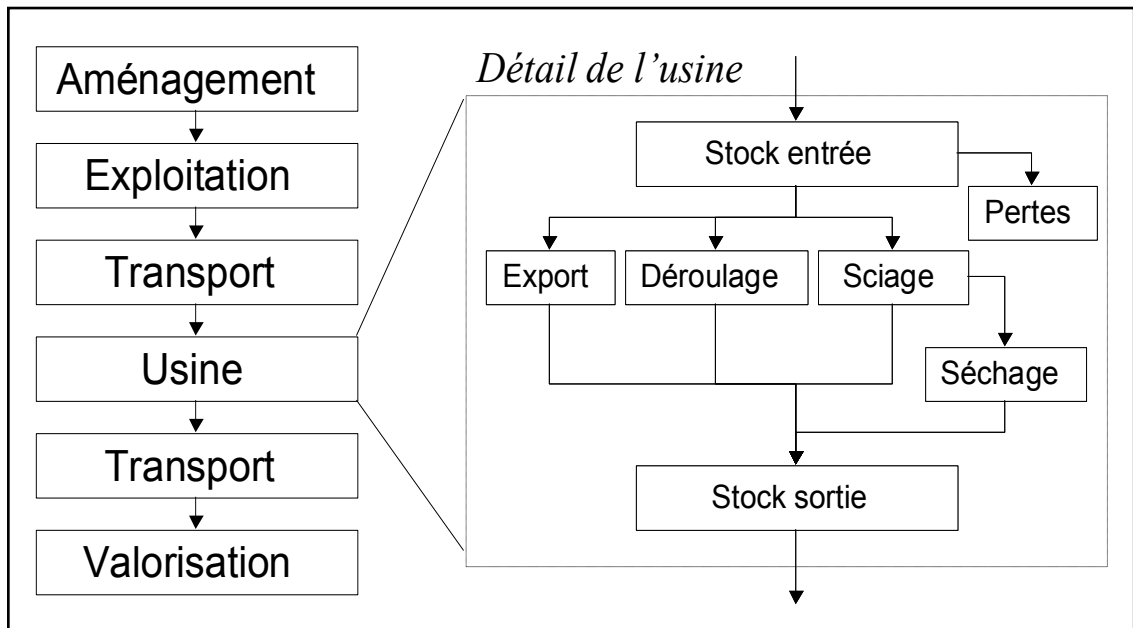 Aménagement
Exploitation
Transport
Usine
Transport
Valorisation
Détail de l'usine
Stock entrée
Pertes
Export
Déroulage
Sciage
Séchage
Stock sortie